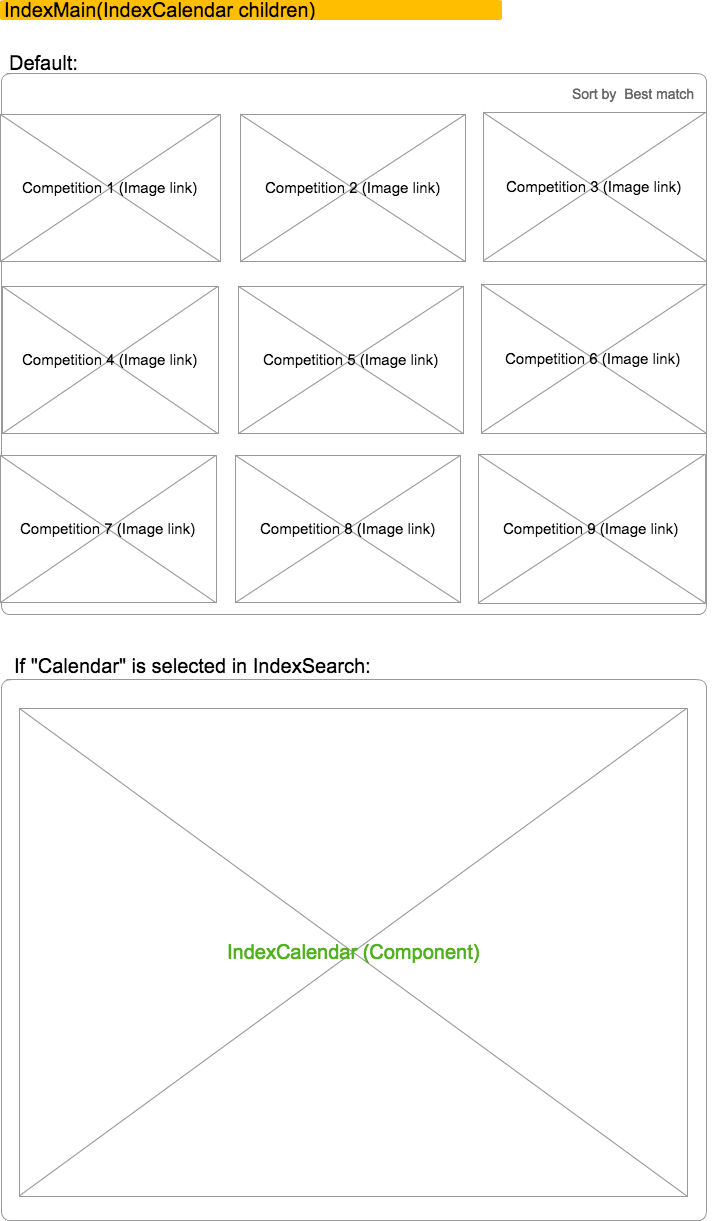 IndexMain(IndexCalendar children)
Default:
Sort by Best match
Competition 1 (Image link)
Competition 2 (Image link)
Competition 3 (Image link)
Competition 4 (Image link)
Competition 5 (Image link)
Competition 6 (Image link)
Competition 7 (Image link)
Competition 8 (Image link)
Competition 9 (Image link)
If "Calendar" is selected in IndexSearch:
IndexCalendar (Component)